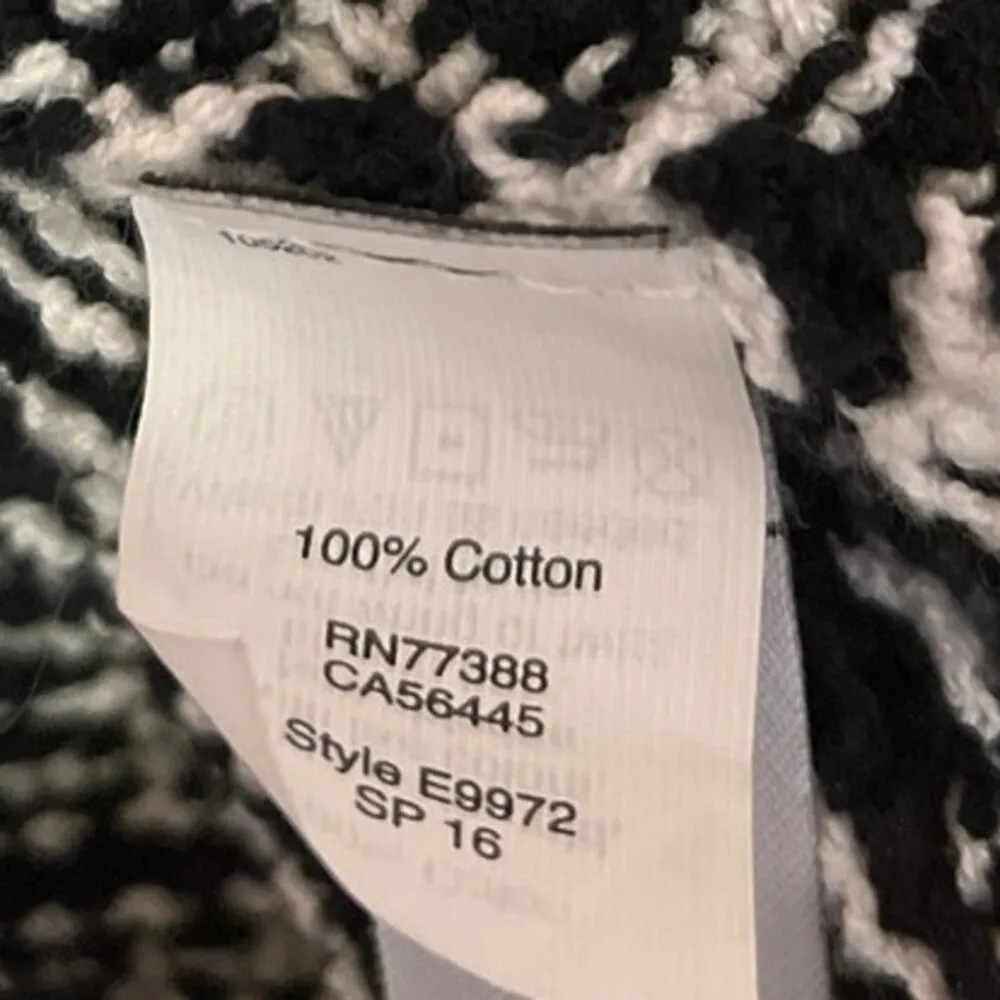 100% Cotton
RN77388
CA56445
Style E9972
SP 16